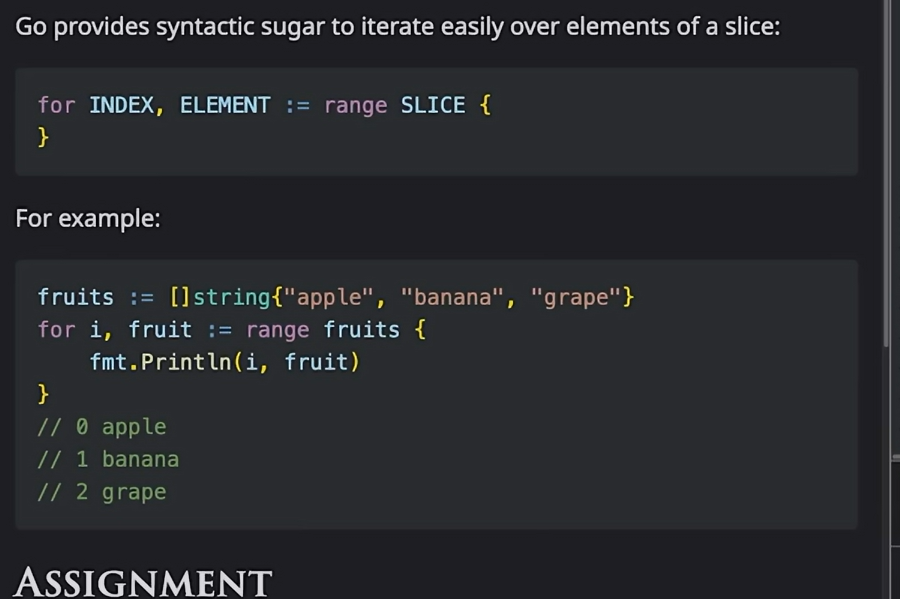 Go provides syntactic sugar to iterate easily over elements of a slice:
for INDEX, ELEMENT := range SLICE {
}
For example:
fruits := []string{"apple", "banana", "grape"}
for i, fruit := range fruits {
    fmt.Println(i, fruit)
}
// 0 apple
// 1 banana
// 2 grape
ASSIGNMENT